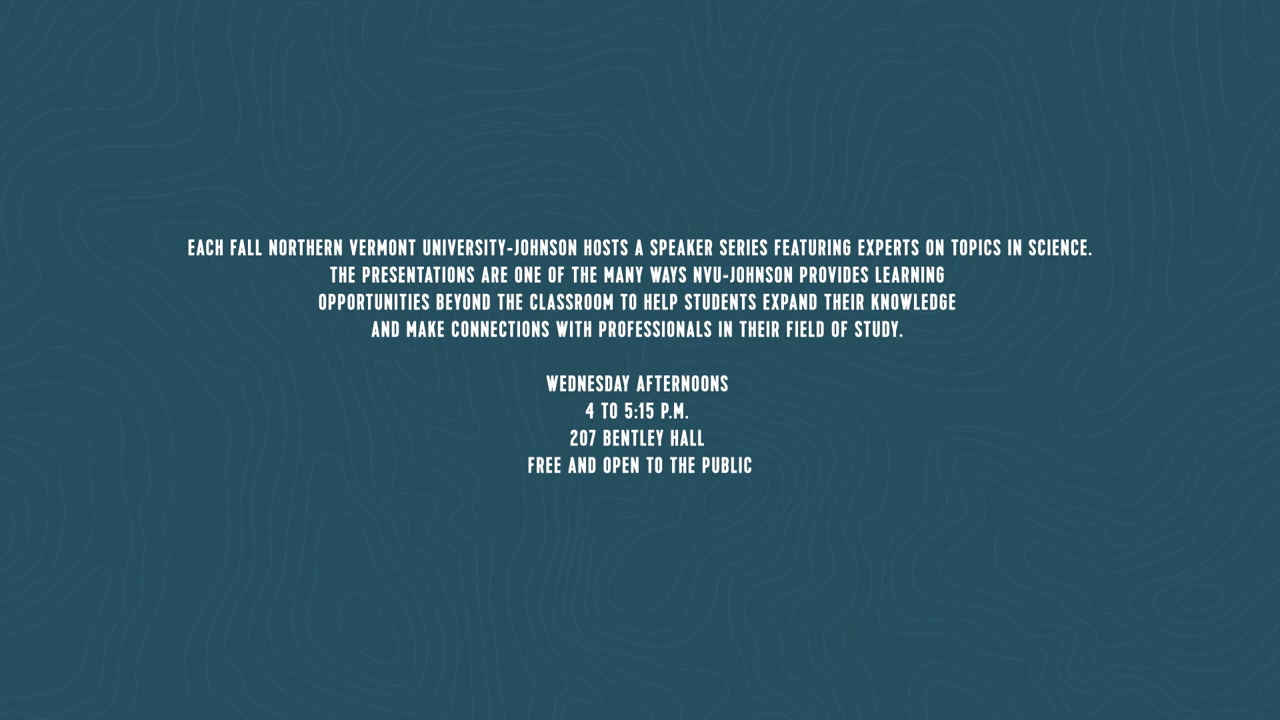 EACH FALL NORTHERN VERMONT UNIVERSITY-JOHNSON HOSTS A SPEAKER SERIES FEATURING EXPERTS ON TOPICS IN SCIENCE.
THE PRESENTATIONS ARE ONE OF THE MANY WAYS NVU-JOHNSON PROVIDES LEARNING
OPPORTUNITIES BEYOND THE CLASSROOM TO HELP STUDENTS EXPAND THEIR KNOWLEDGE
AND MAKE CONNECTIONS WITH PROFESSIONALS IN THEIR FIELD OF STUDY.
WEDNESDAY AFTERNOONS
4 TO 5:15 P.M.
207 BENTLEY HALL
FREE AND OPEN TO THE PUBLIC